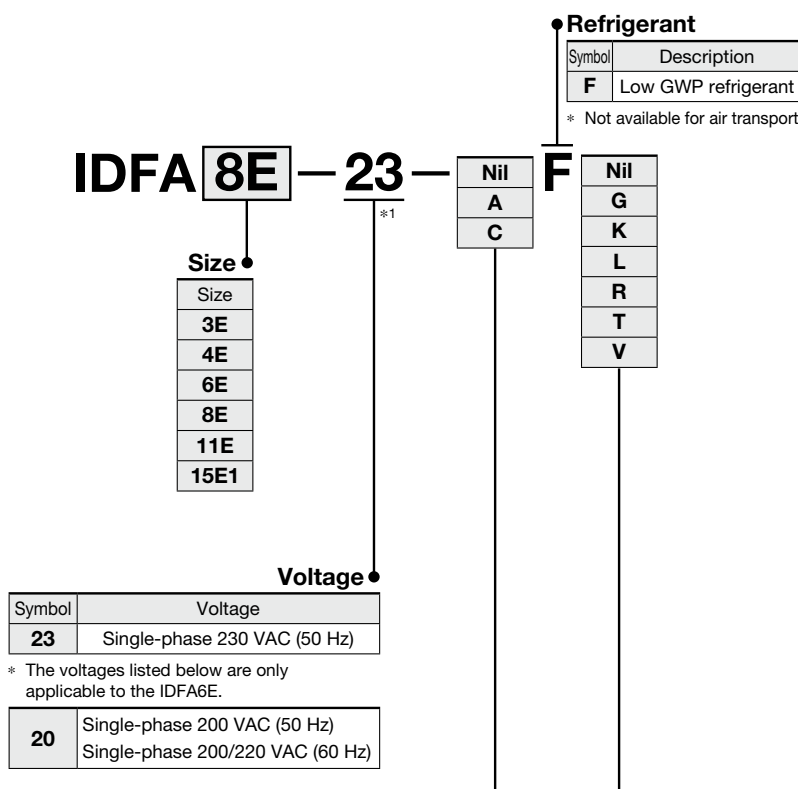 Refrigerant
Symbol Description
F Low GWP refrigerant
* Not available for air transport
IDFA 8E — 23 — Nil F Nil
A G
C K
L
R
T
V
*1
Size
Size
3E
4E
6E
8E
11E
15E1
Voltage
Symbol Voltage
23 Single-phase 230 VAC (50 Hz)
* The voltages listed below are only
applicable to the IDFA6E.
20 Single-phase 200 VAC (50 Hz)
Single-phase 200/220 VAC (60 Hz)